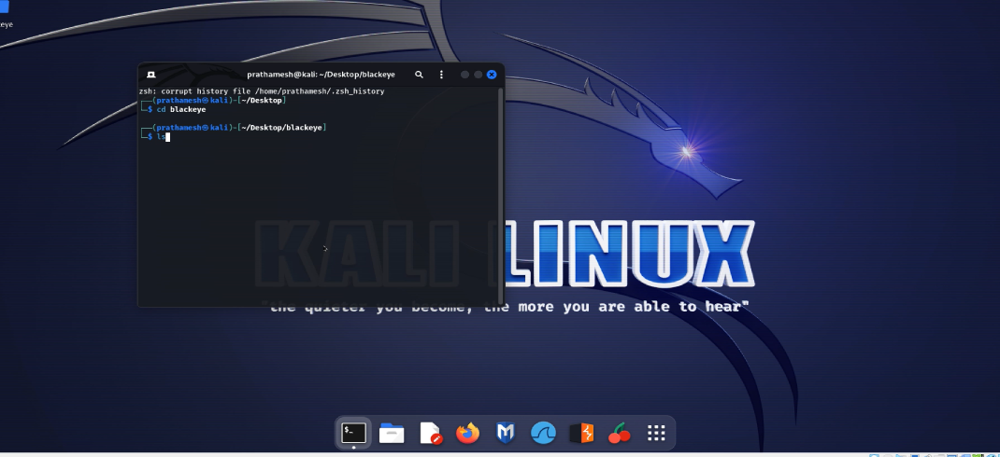 eye
prathamesh@kali: ~/Desktop/blackeye
zsh: corrupt history file /home/prathamesh/.zsh_history
┌──(prathamesh㉿kali)-[~/Desktop]
└─$ cd blackeye
┌──(prathamesh㉿kali)-[~/Desktop/blackeye]
└─$ ls
KALI LINUX
"the quieter you become, the more you are able to hear"
$_